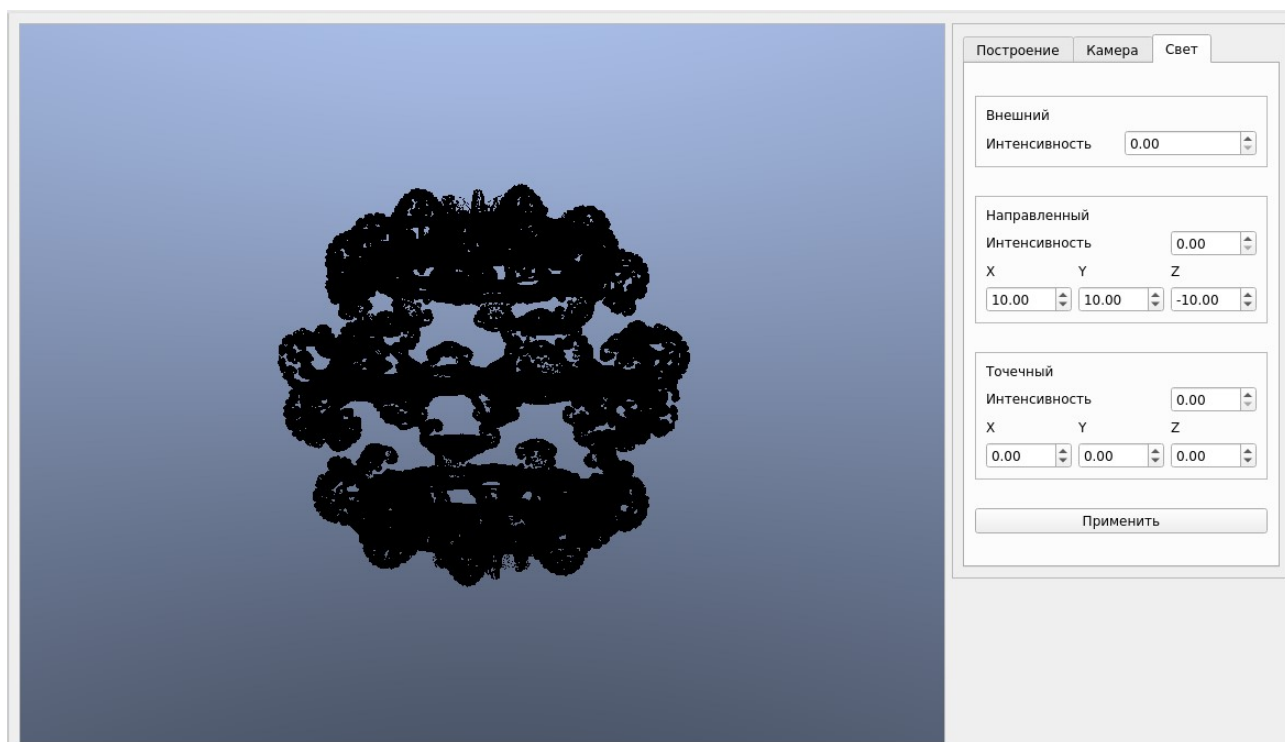 Построение Камера Свет
Внешний
Интенсивность 0.00
Направленный
Интенсивность 0.00
X Y Z
10.00 10.00 -10.00
Точечный
Интенсивность 0.00
X Y Z
0.00 0.00 0.00
Применить